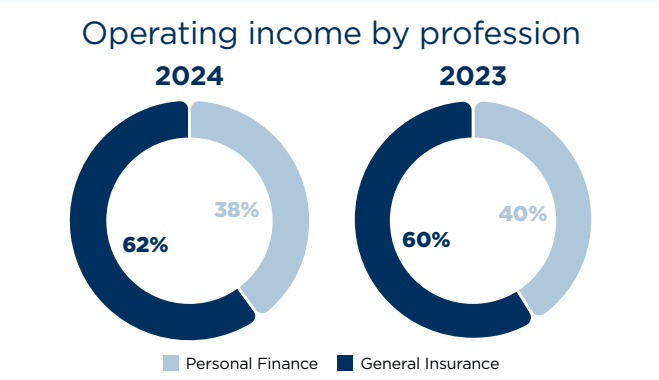 Operating income by profession
2024 2023
38% 40%
62% 60%
Personal Finance General Insurance